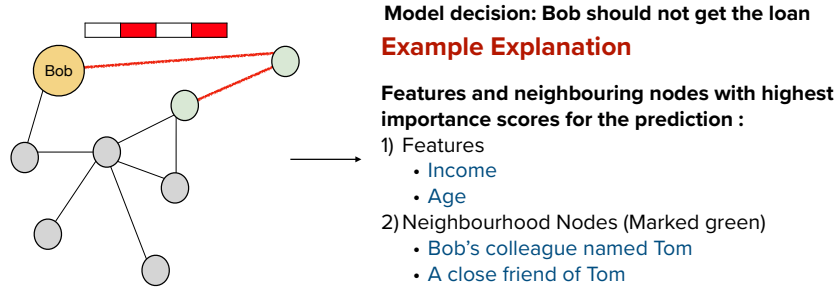 Model decision: Bob should not get the loan
Example Explanation
Bob
Features and neighbouring nodes with highest
importance scores for the prediction :
1) Features
• Income
• Age
2) Neighbourhood Nodes (Marked green)
• Bob's colleague named Tom
• A close friend of Tom